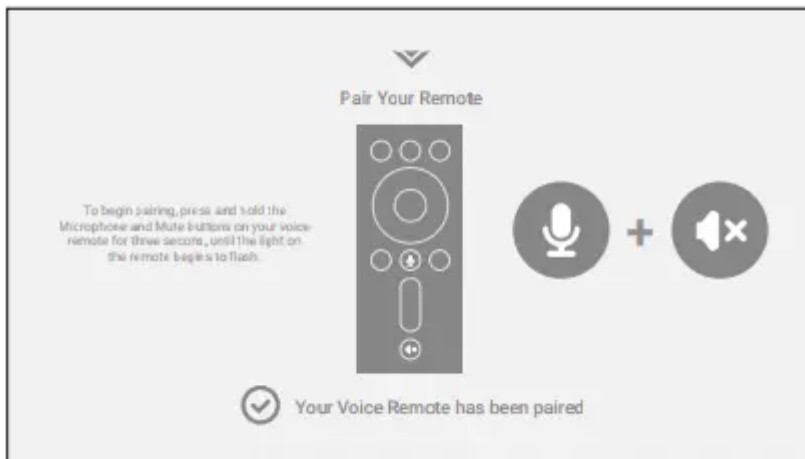 Pair Your Remote
To begin pairing, press and hold the
Microphone and Mute buttons on your voice
remote for three secons, until the light on
the remote begins to flash.
Your Voice Remote has been paired